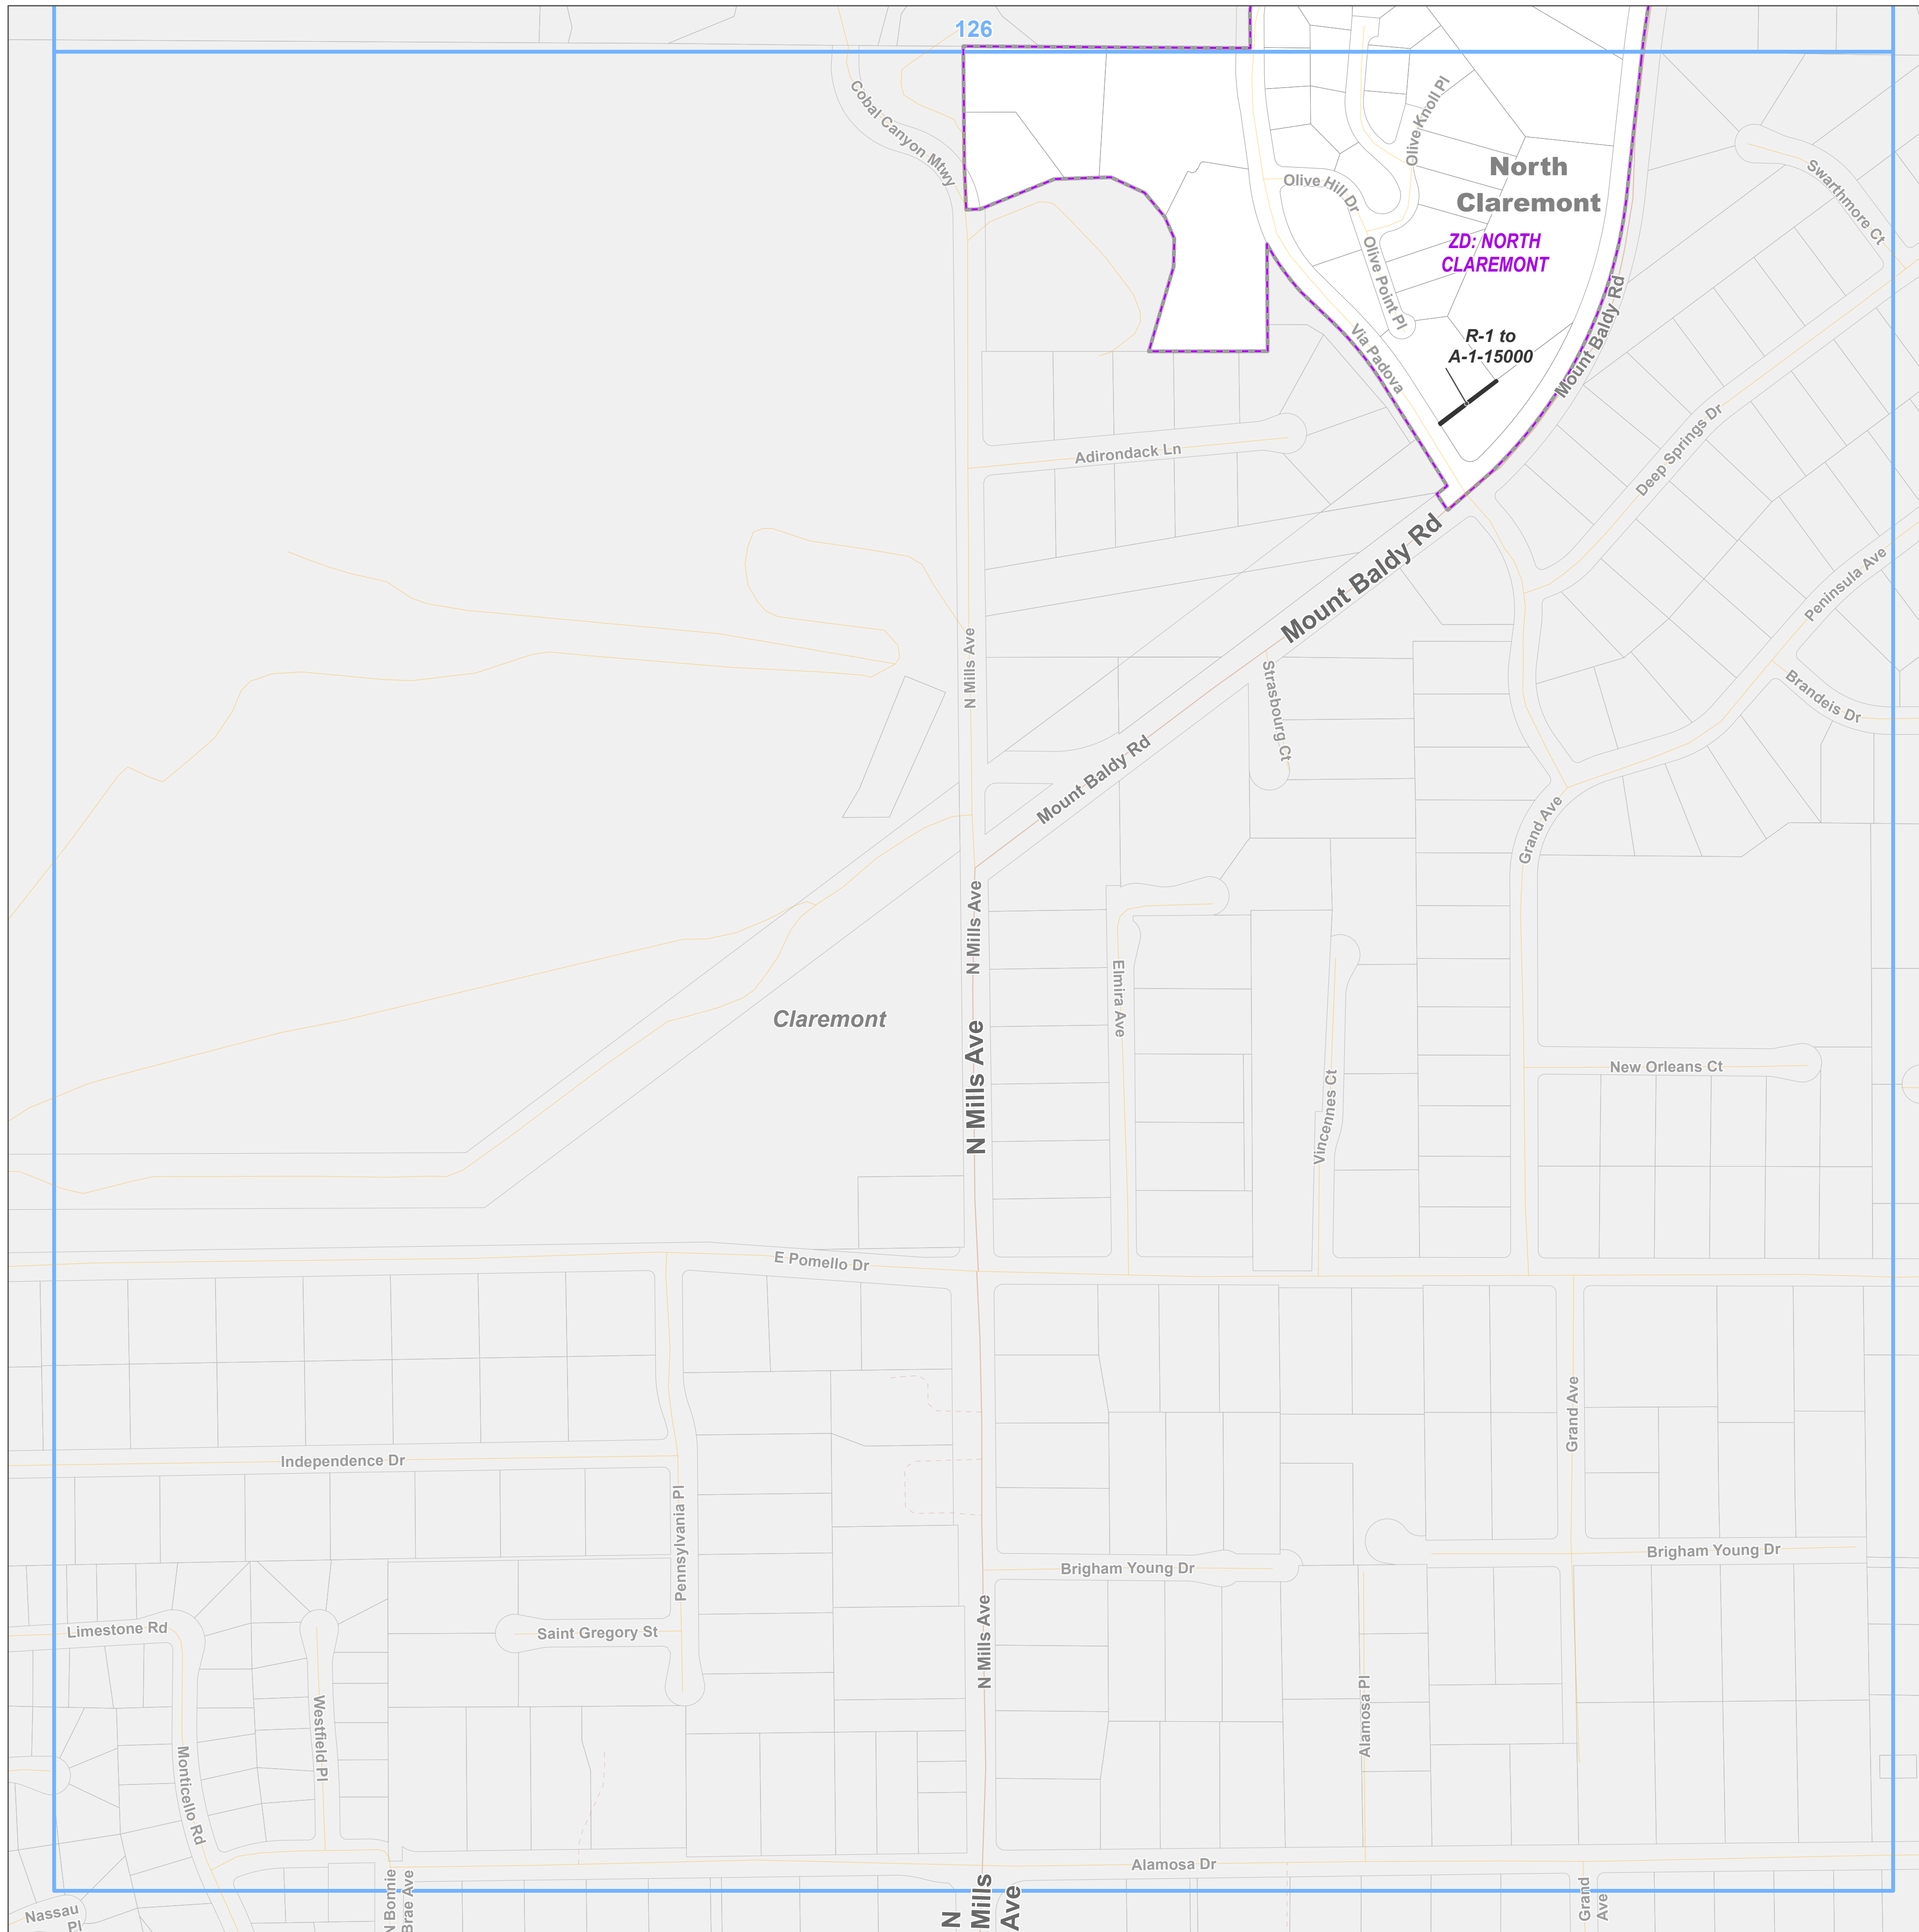 126
Cobal Canyon Mtwy
Olive Knoll Pl
North
Claremont
Olive Hill Dr
Swarthmore Ct
ZD: NORTH
CLAREMONT
Olive Point Pl
Mount Baldy Rd
R-1 to
A-1-15000
Via Padova
Adirondack Ln
Deep Springs Dr
Mount Baldy Rd
Peninsula Ave
N Mills Ave
Strasbourg Ct
Brandeis Dr
Mount Baldy Rd
Grand Ave
N Mills Ave
Elmira Ave
Claremont
N Mills Ave
New Orleans Ct
Vincennes Ct
E Pomello Dr
Grand Ave
Independence Dr
Pennsylvania Pl
Brigham Young Dr
Brigham Young Dr
Limestone Rd
Saint Gregory St
N Mills Ave
Westfield Pl
Alamosa Pl
Monticello Rd
Alamosa Dr
Nassau
Pl
N Bonnie
Brae Ave
N
Mills
Ave
Grand
Ave